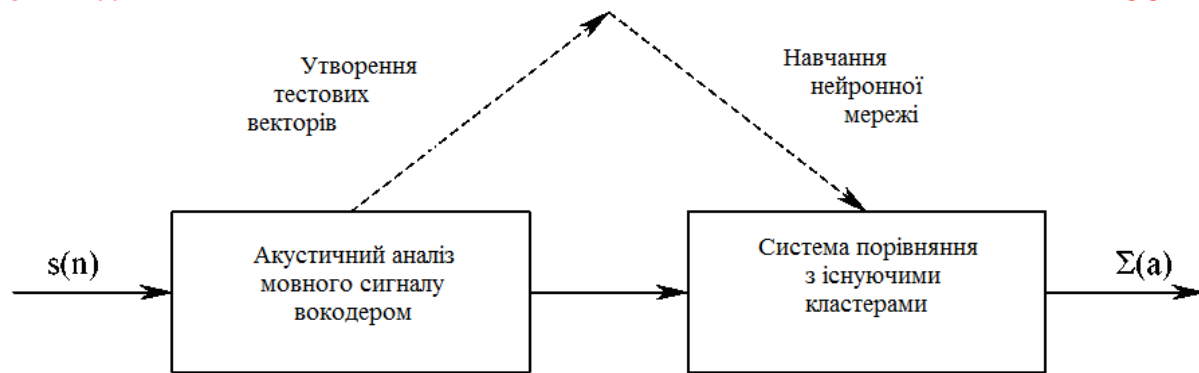 Утворення
тестових
векторів
Навчання
нейронної
мережі
s(n)
Акустичний аналіз
мовного сигналу
вокодером
Система порівняння
з існуючими
кластерами
Σ(a)